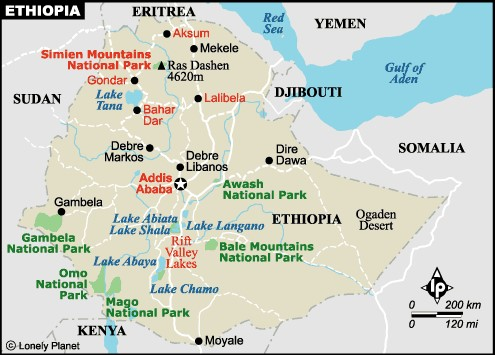 ETHIOPIA
ERITREA
Red
Sea
YEMEN
Aksum
Mekele
Simien Mountains
National Park
Ras Dashen
4620m
Gulf of
Aden
Gondar
SUDAN
Lake
Tana
Lalibela
DJIBOUTI
Bahar
Dar
Debre
Markos
Debre
Libanos
Dire
Dawa
SOMALIA
Addis
Ababa
Awash
National Park
Gambela
Lake Abiata
Lake Shala
Lake Langano
ETHIOPIA
Ogaden
Desert
Gambela
National Park
Rift
Valley
Lakes
Bale Mountains
National Park
Lake Abaya
Omo
National
Park
Lake Chamo
Mago
National Park
lp
0 200 km
0 120 mi
KENYA
Moyale
© Lonely Planet